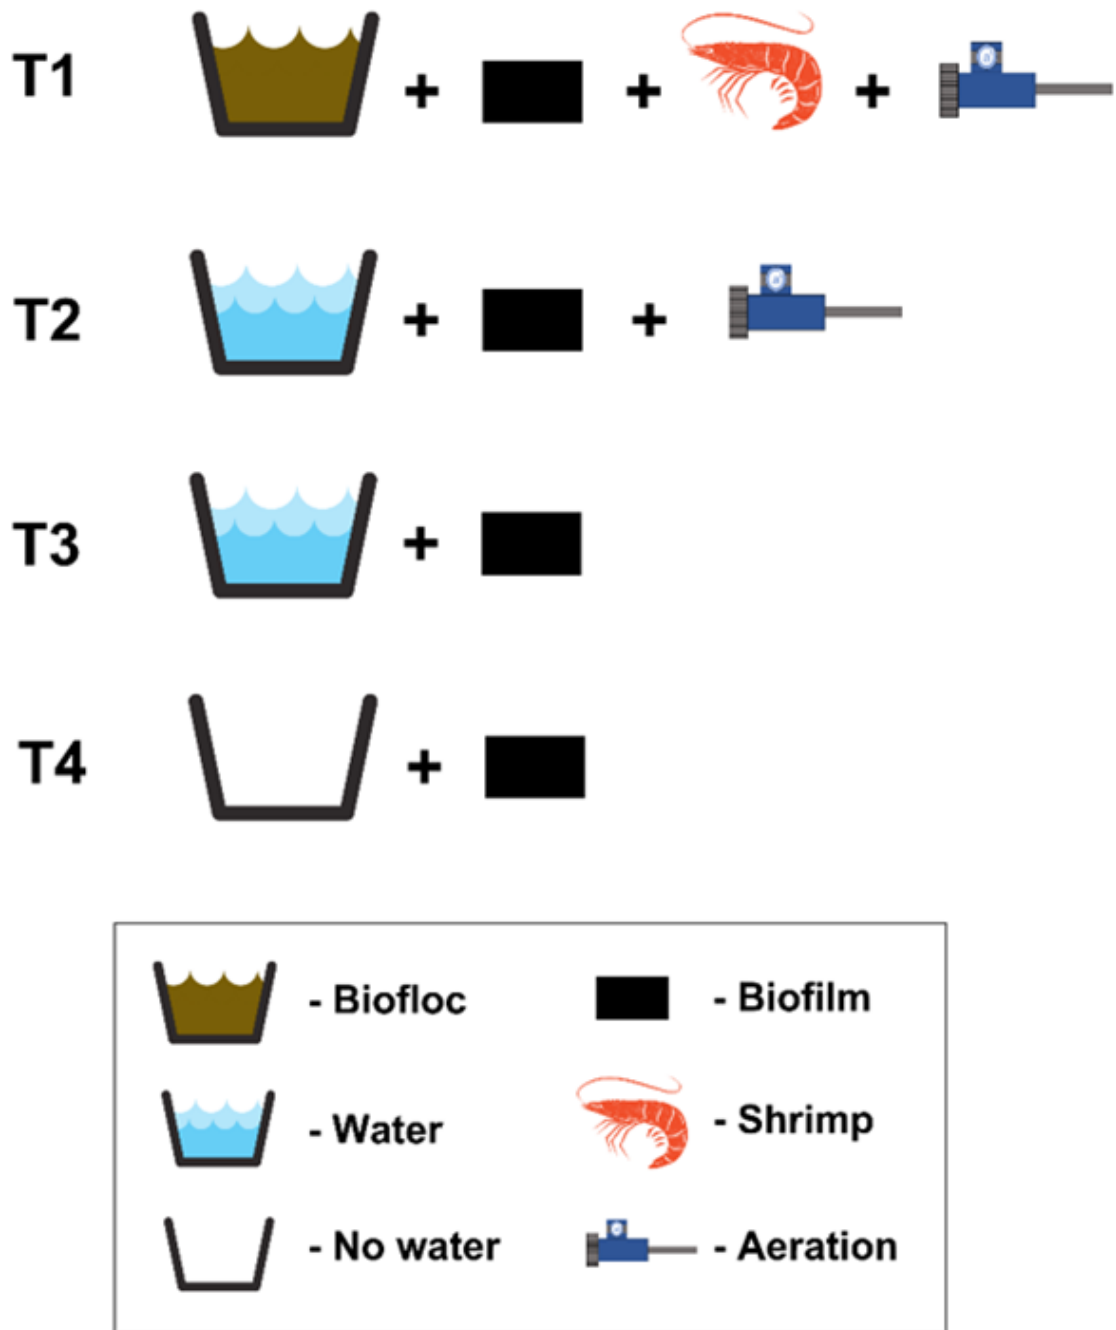 T1 + + +
T2 + +
T3 +
T4 +
- Biofloc - Biofilm
- Water - Shrimp
- No water - Aeration